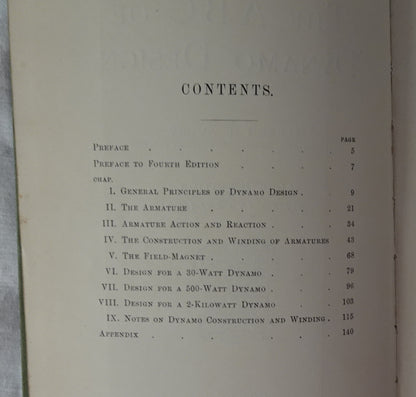 CONTENTS.
PAGE
PREFACE . . . . . . 5
PREFACE TO FOURTH EDITION . . . . 7
CHAP.
I. GENERAL PRINCIPLES OF DYNAMO DESIGN . . 9
II. THE ARMATURE . . . . . 21
III. ARMATURE ACTION AND REACTION . . . 34
IV. THE CONSTRUCTION AND WINDING OF ARMATURES 43
V. THE FIELD-MAGNET . . . . . 68
VI. DESIGN FOR A 30-WATT DYNAMO . . . 79
VII. DESIGN FOR A 500-WATT DYNAMO . . . 96
VIII. DESIGN FOR A 2-KILOWATT DYNAMO . . . 103
IX. NOTES ON DYNAMO CONSTRUCTION AND WINDING . 115
APPENDIX . . . . . . 140